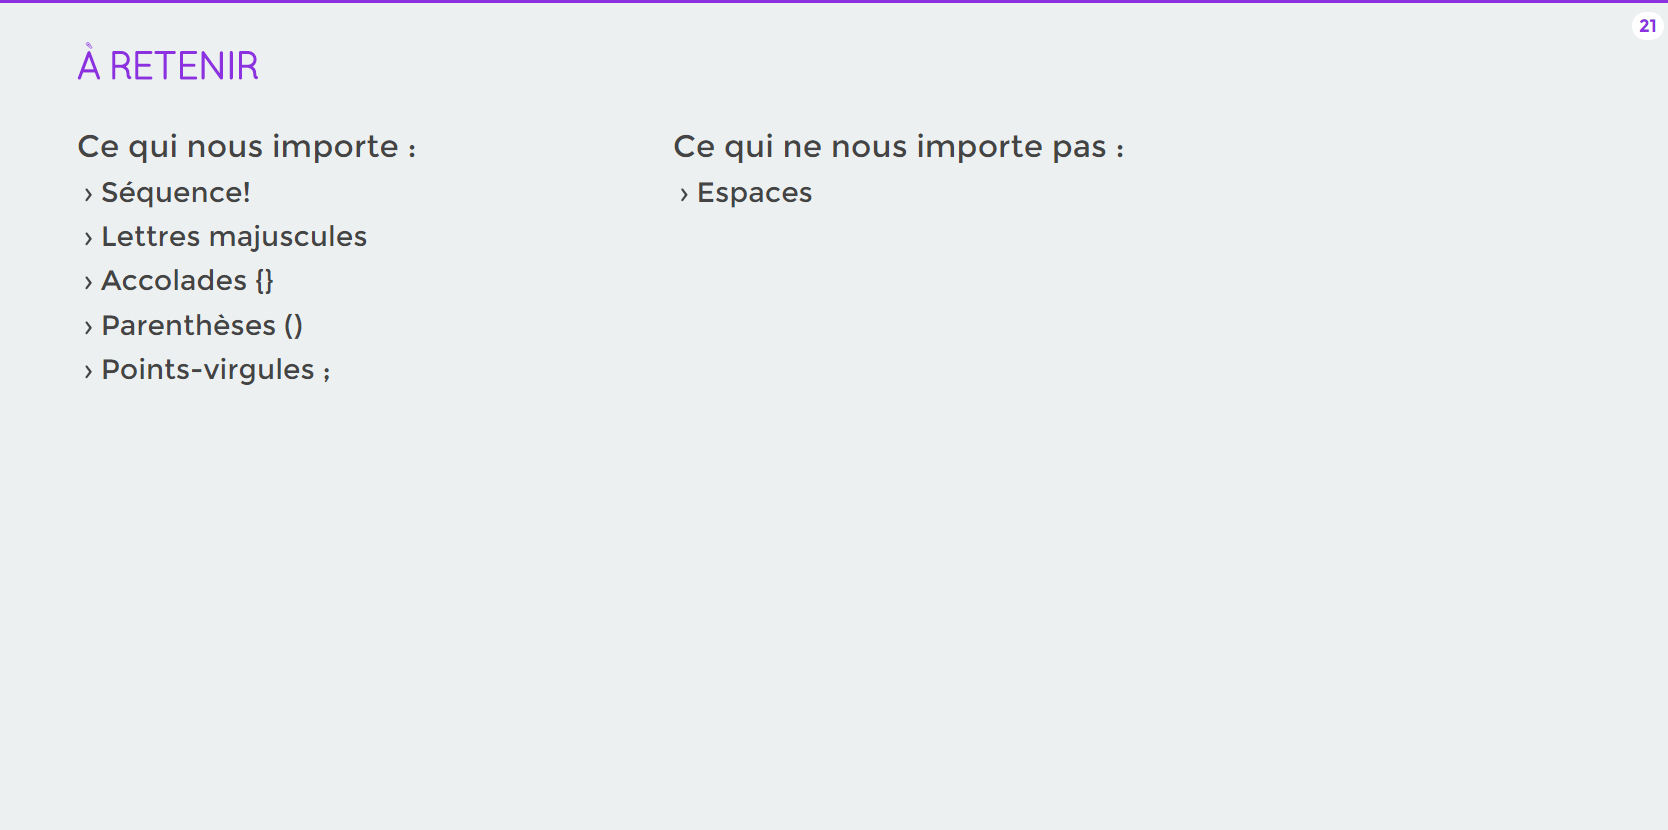 21
À RETENIR
Ce qui nous importe :
› Séquence!
› Lettres majuscules
› Accolades {}
› Parenthèses ()
› Points-virgules ;
Ce qui ne nous importe pas :
› Espaces